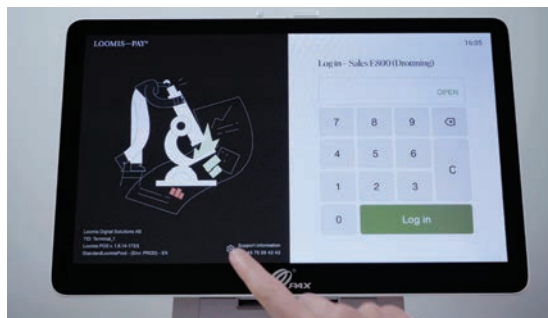 LOOMIS—PAY®
16:05
Log in – Sales E800 (Drottning)
OPEN
7 8 9
4 5 6
C
1 2 3
0 Log in
Loomis Digital Solutions AB
TID: Terminal_1
Support information
PAX